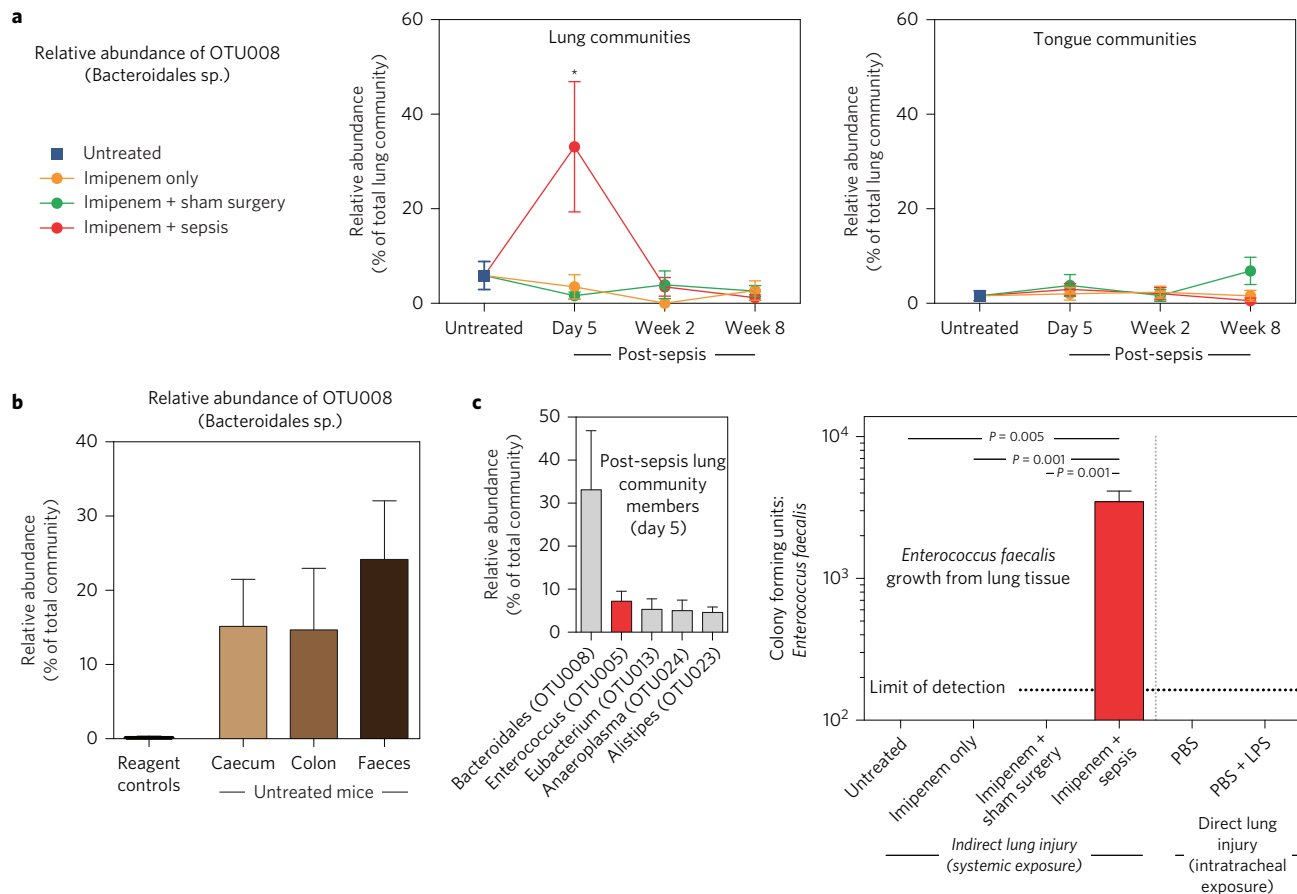 a
Relative abundance of OTU008
(Bacteroidales sp.)
Untreated
Imipenem only
Imipenem + sham surgery
Imipenem + sepsis
Lung communities
Relative abundance
(% of total lung community)
60
40
20
0
*
Untreated
Day 5
Week 2
Week 8
Post-sepsis
Tongue communities
Relative abundance
(% of total lung community)
60
40
20
0
Untreated
Day 5
Week 2
Week 8
Post-sepsis
b
Relative abundance of OTU008
(Bacteroidales sp.)
Relative abundance
(% of total community)
40
30
20
10
0
Reagent
controls
Caecum
Colon
Faeces
Untreated mice
c
Relative abundance
(% of total community)
50
40
30
20
10
0
Post-sepsis lung
community
members
(day 5)
Bacteroidales (OTU008)
Enterococcus (OTU005)
Eubacterium (OTU013)
Anaeroplasma (OTU024)
Alistipes (OTU023)
Colony forming units:
Enterococcus faecalis
10⁴
10³
10²
P = 0.005
P = 0.001
P = 0.001
Enterococcus faecalis
growth from lung tissue
Limit of detection
Untreated
Imipenem only
Imipenem +
sham surgery
Imipenem +
sepsis
PBS
PBS + LPS
Indirect lung injury
(systemic exposure)
Direct lung
injury
(intratracheal
exposure)